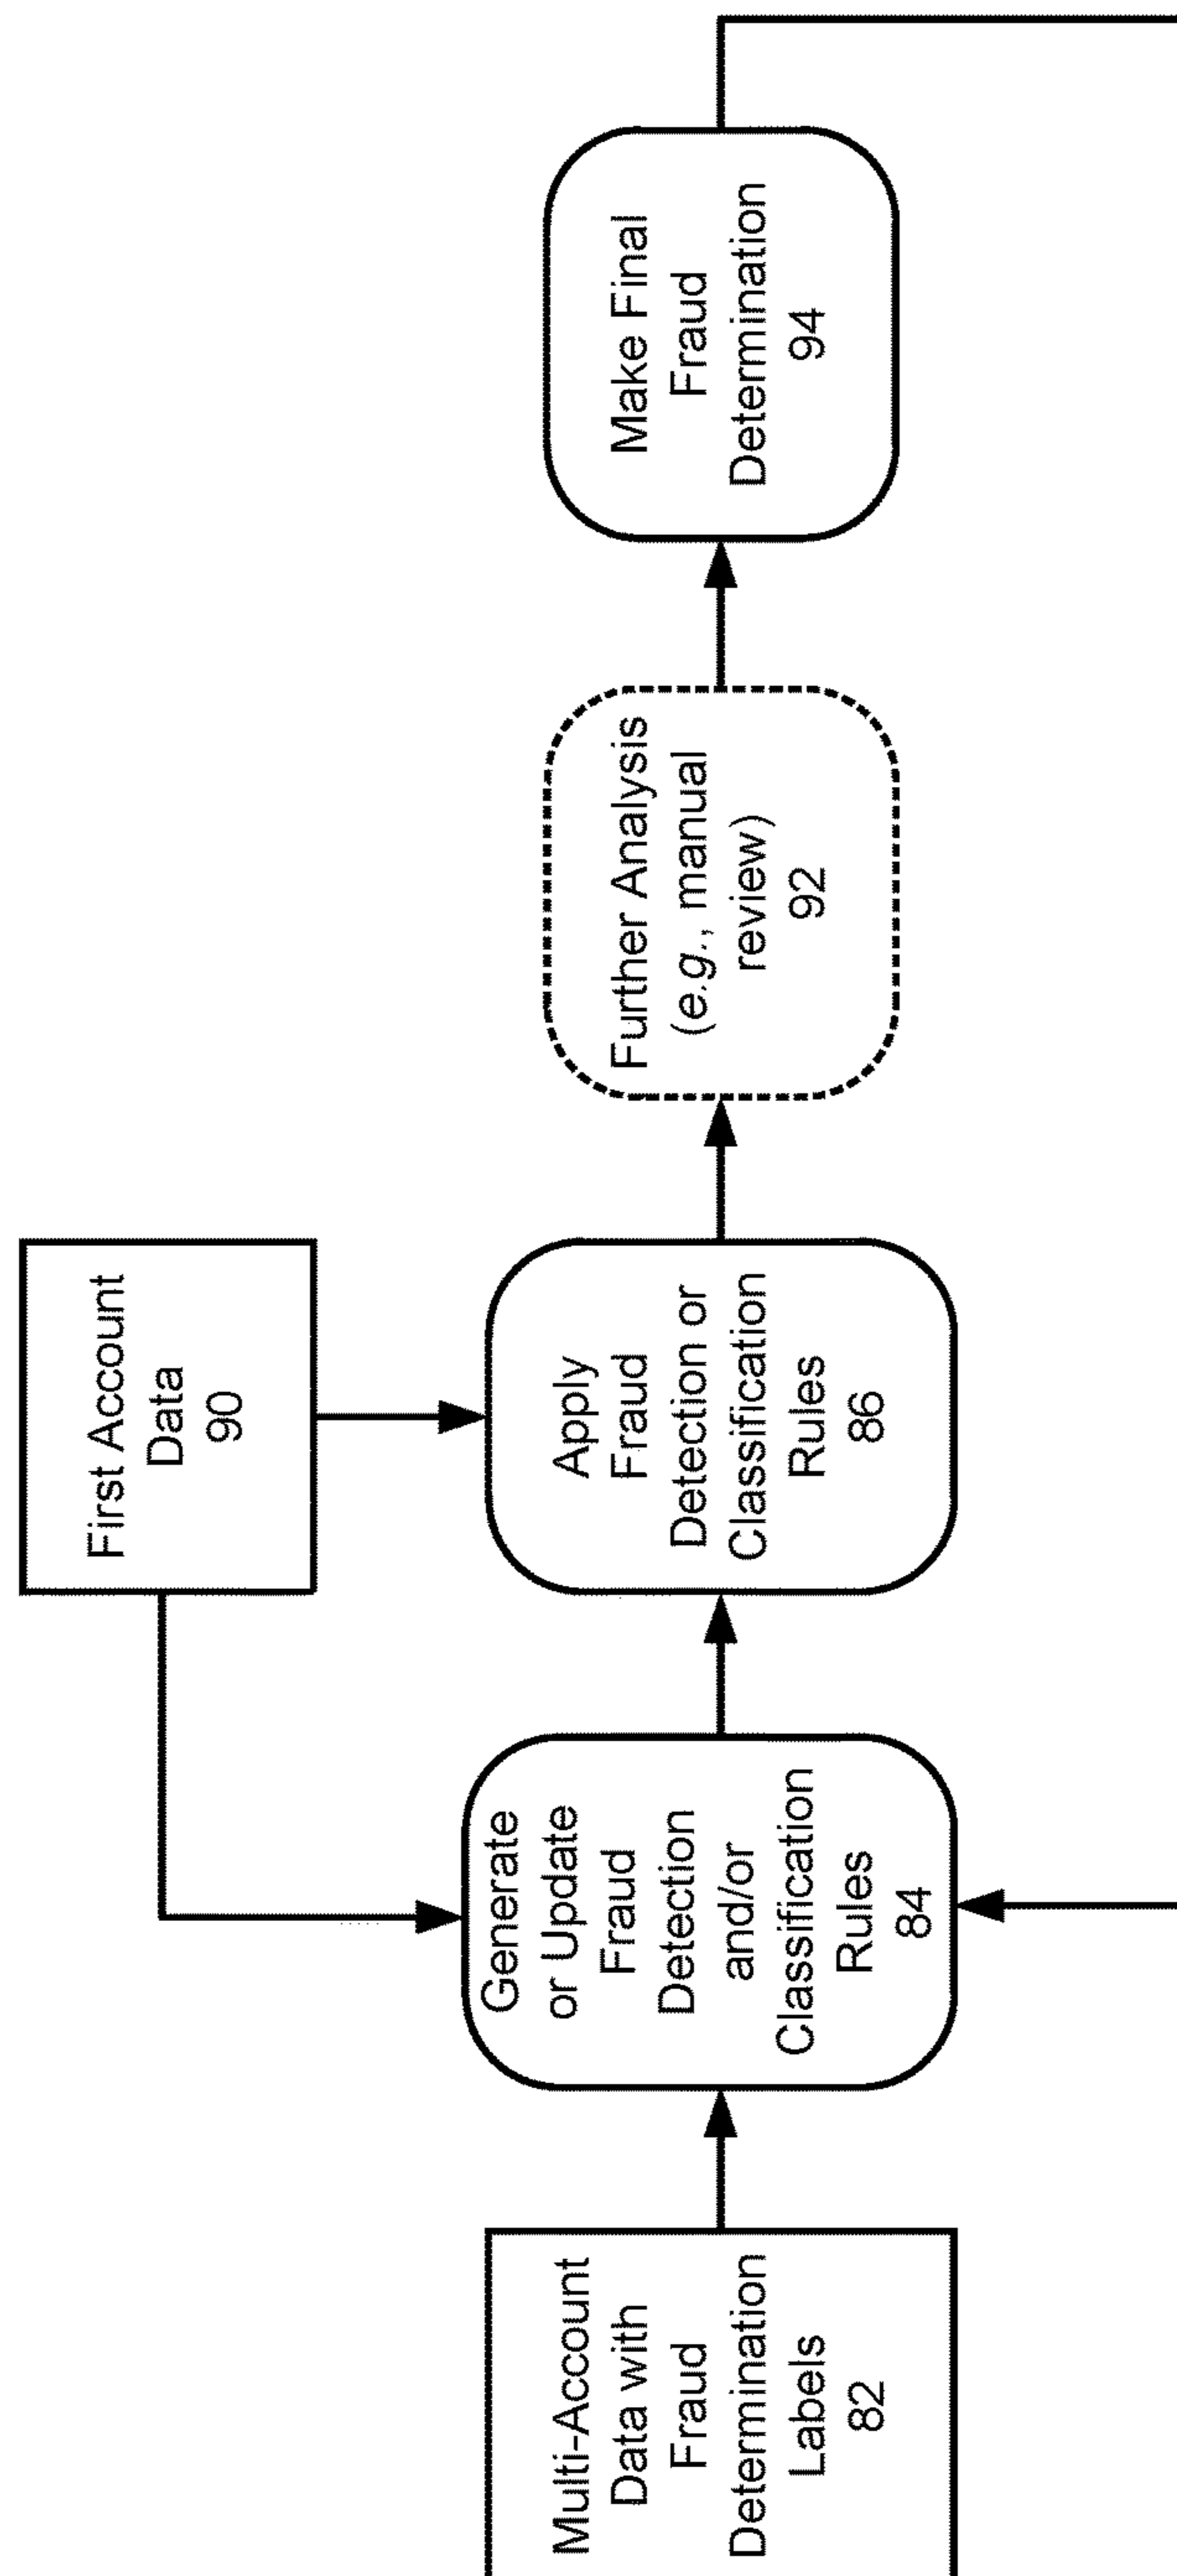 First Account
Data
90
Multi-Account
Data with
Fraud
Determination
Labels
82
Generate
or Update
Fraud
Detection
and/or
Classification
Rules
84
Apply
Fraud
Detection or
Classification
Rules
86
Further Analysis
(e.g., manual
review)
92
Make Final
Fraud
Determination
94